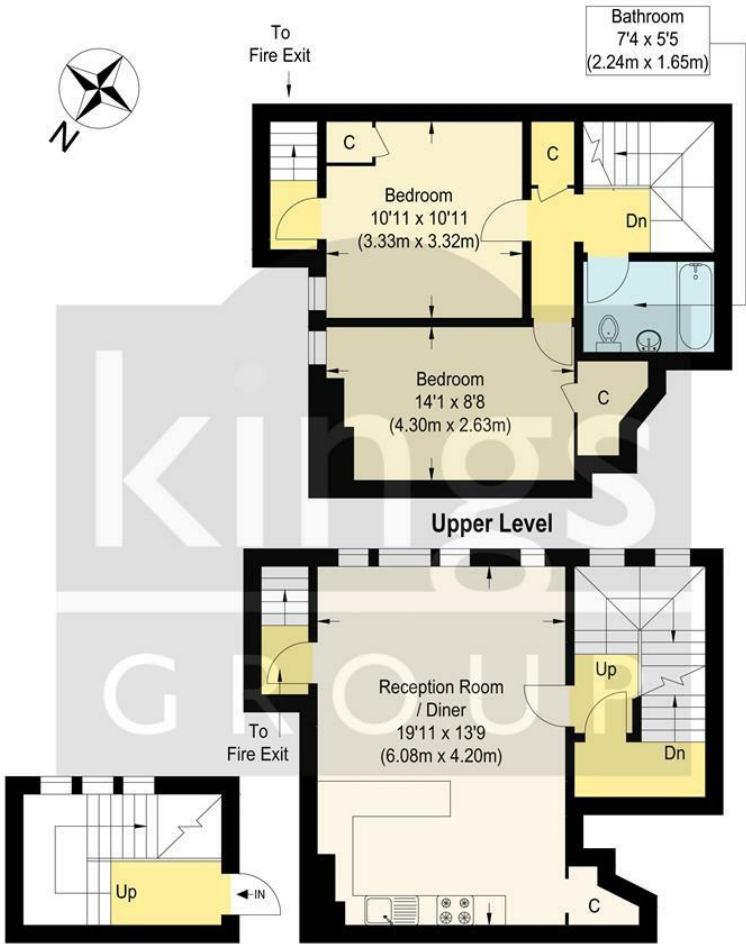 Bathroom
7'4 x 5'5
(2.24m x 1.65m)
To
Fire Exit
N
C
C
Bedroom
10'11 x 10'11
(3.33m x 3.32m)
Dn
Bedroom
14'1 x 8'8
(4.30m x 2.63m)
C
kings
GROUP
Upper Level
Up
Reception Room
/ Diner
19'11 x 13'9
(6.08m x 4.20m)
To
Fire Exit
Dn
Up
IN
C